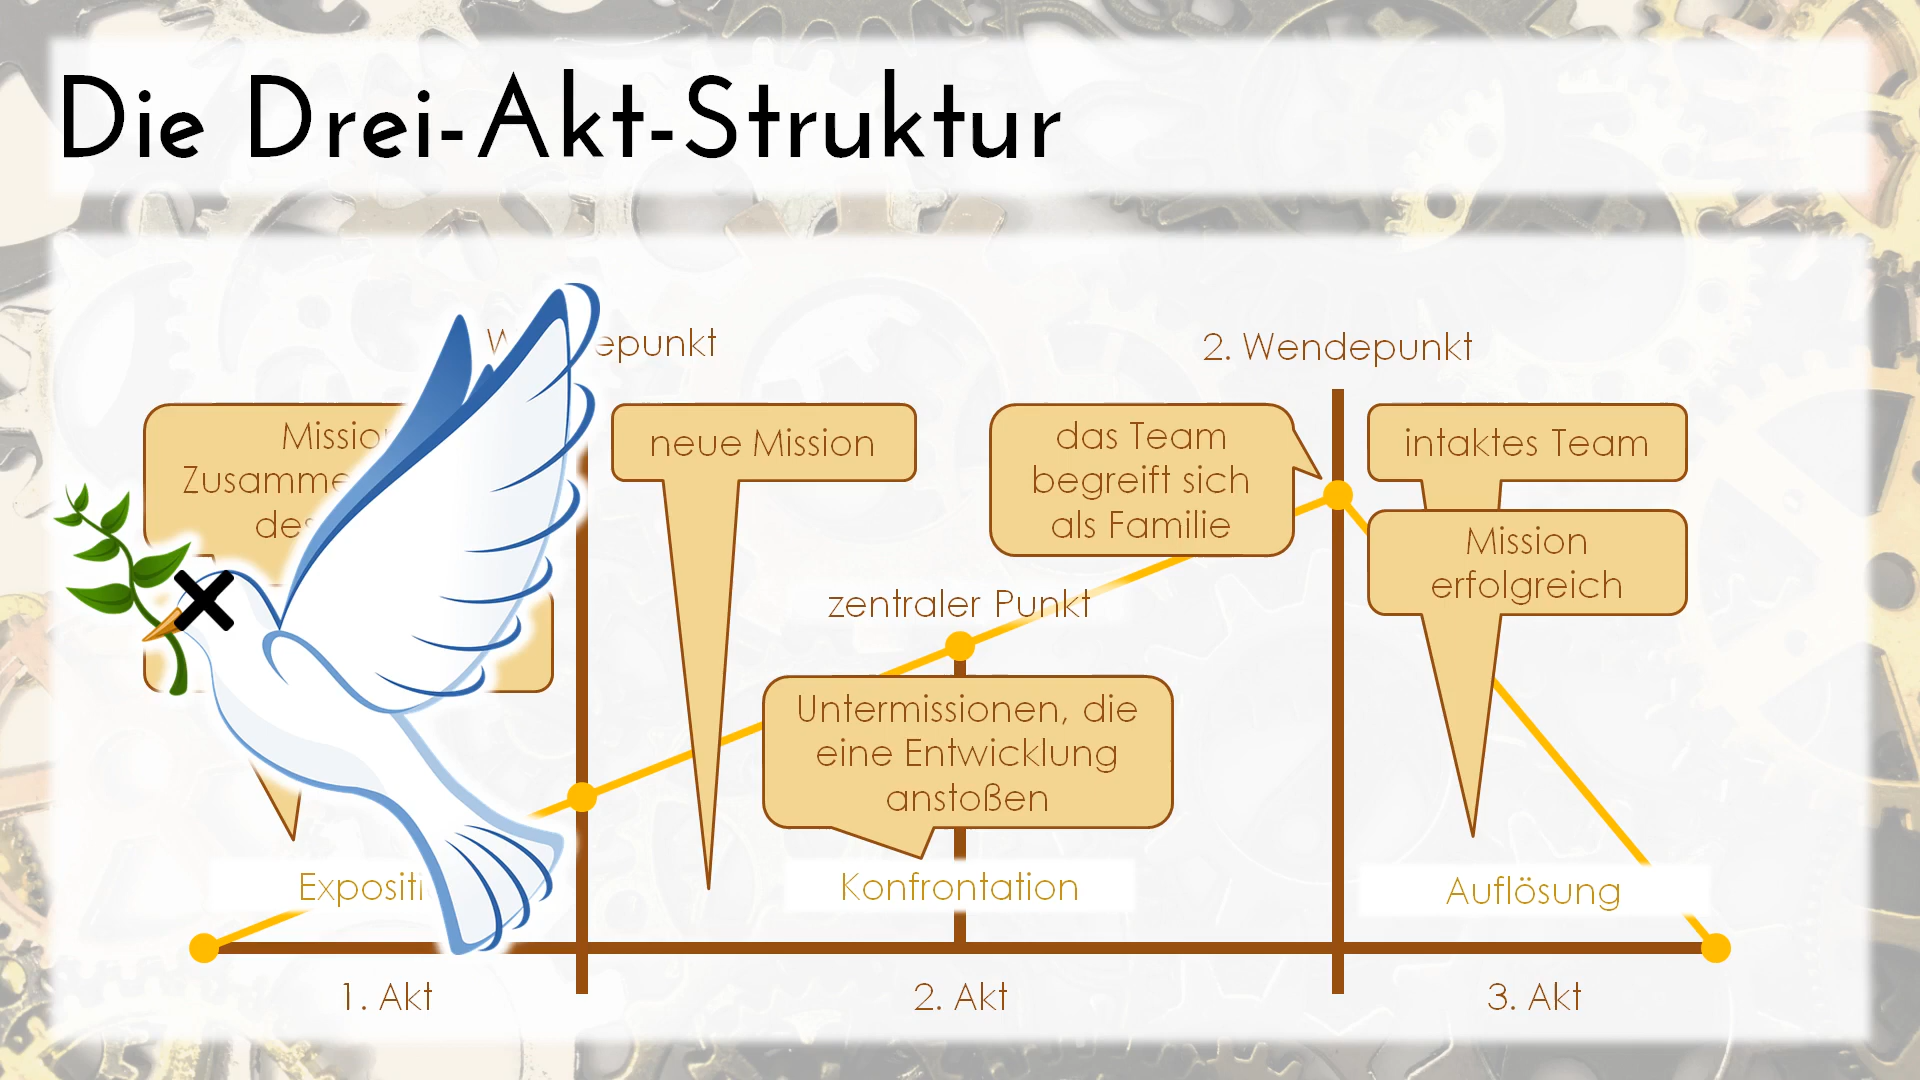 Die Drei-Akt-Struktur
2. Wendepunkt
neue Mission
das Team
begreift sich
als Familie
intaktes Team
Mission
erfolgreich
zentraler Punkt
Untermissionen, die
eine Entwicklung
anstoßen
Konfrontation
Auflösung
1. Akt
2. Akt
3. Akt